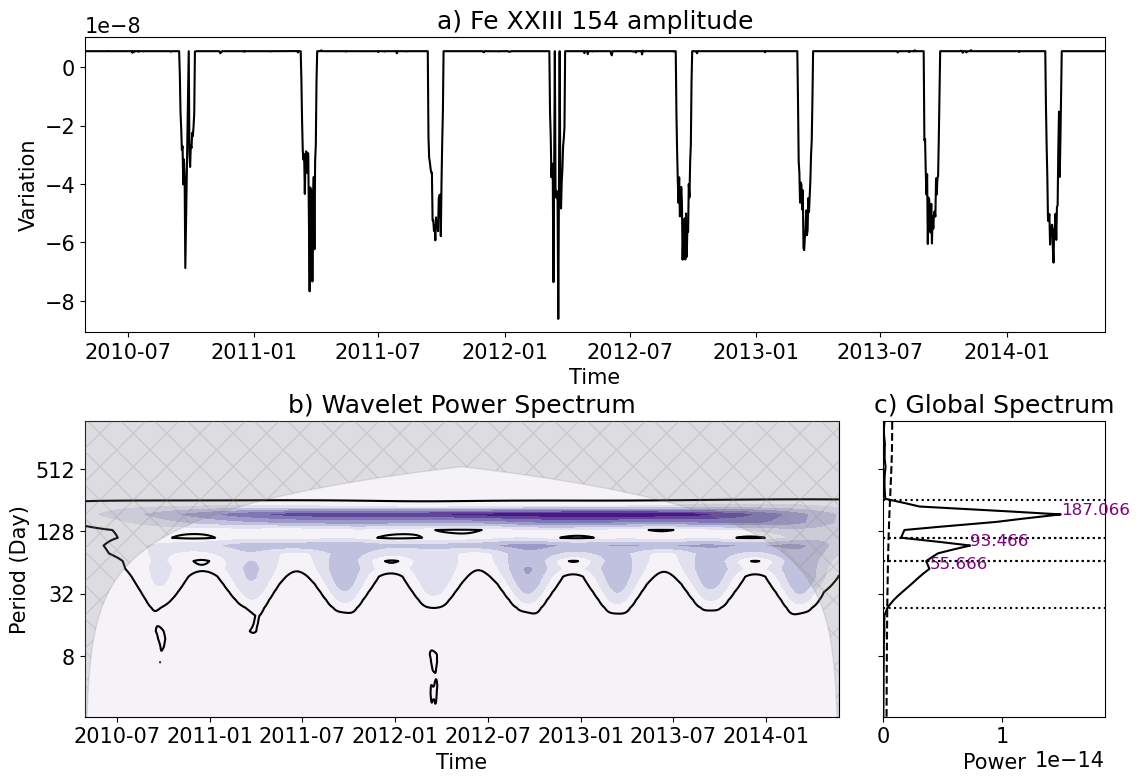 a) Fe XXIII 154 amplitude
1e−8
0
−2
−4
−6
−8
Variation
2010-07 2011-01 2011-07 2012-01 2012-07 2013-01 2013-07 2014-01
Time
b) Wavelet Power Spectrum
512
128
32
8
Period (Day)
2010-07 2011-01 2011-07 2012-01 2012-07 2013-01 2013-07 2014-01
Time
c) Global Spectrum
187.066
93.466
55.666
0 1
Power 1e−14